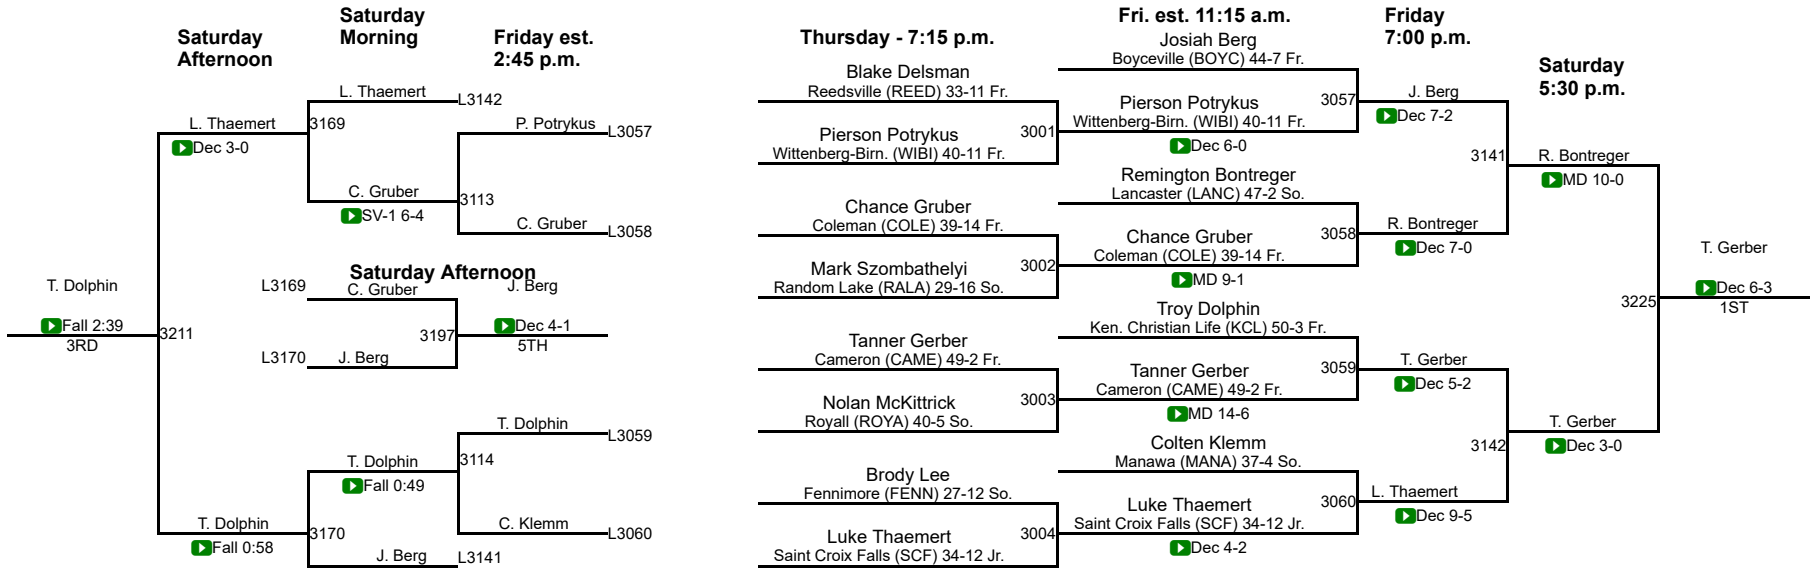 Saturday
Afternoon
Saturday
Morning
Friday est.
2:45 p.m.
L. Thaemert
L3142
L. Thaemert
3169
Dec 3-0
P. Potrykus
L3057
C. Gruber
3113
SV-1 6-4
C. Gruber
L3058
Saturday Afternoon
L3169
C. Gruber
J. Berg
T. Dolphin
Fall 2:39
3RD
3211
3197
Dec 4-1
5TH
L3170
J. Berg
T. Dolphin
L3059
T. Dolphin
3114
Fall 0:49
C. Klemm
L3060
T. Dolphin
3170
Fall 0:58
J. Berg
L3141
Thursday - 7:15 p.m.
Blake Delsman
Reedsville (REED) 33-11 Fr.
3001
Pierson Potrykus
Wittenberg-Birn. (WIBI) 40-11 Fr.
Chance Gruber
Coleman (COLE) 39-14 Fr.
3002
Mark Szombathelyi
Random Lake (RALA) 29-16 So.
Tanner Gerber
Cameron (CAME) 49-2 Fr.
3003
Nolan McKittrick
Royall (ROYA) 40-5 So.
Brody Lee
Fennimore (FENN) 27-12 So.
3004
Luke Thaemert
Saint Croix Falls (SCF) 34-12 Jr.
Fri. est. 11:15 a.m.
Josiah Berg
Boyceville (BOYC) 44-7 Fr.
3057
Pierson Potrykus
Wittenberg-Birn. (WIBI) 40-11 Fr.
Dec 6-0
Remington Bontreger
Lancaster (LANC) 47-2 So.
3058
Chance Gruber
Coleman (COLE) 39-14 Fr.
MD 9-1
Troy Dolphin
Ken. Christian Life (KCL) 50-3 Fr.
3059
Tanner Gerber
Cameron (CAME) 49-2 Fr.
MD 14-6
Colten Klemm
Manawa (MANA) 37-4 So.
3060
Luke Thaemert
Saint Croix Falls (SCF) 34-12 Jr.
Dec 4-2
Friday
7:00 p.m.
J. Berg
Dec 7-2
3141
R. Bontreger
Dec 7-0
T. Gerber
Dec 5-2
3142
L. Thaemert
Dec 9-5
Saturday
5:30 p.m.
R. Bontreger
MD 10-0
3225
T. Gerber
Dec 3-0
T. Gerber
Dec 6-3
1ST